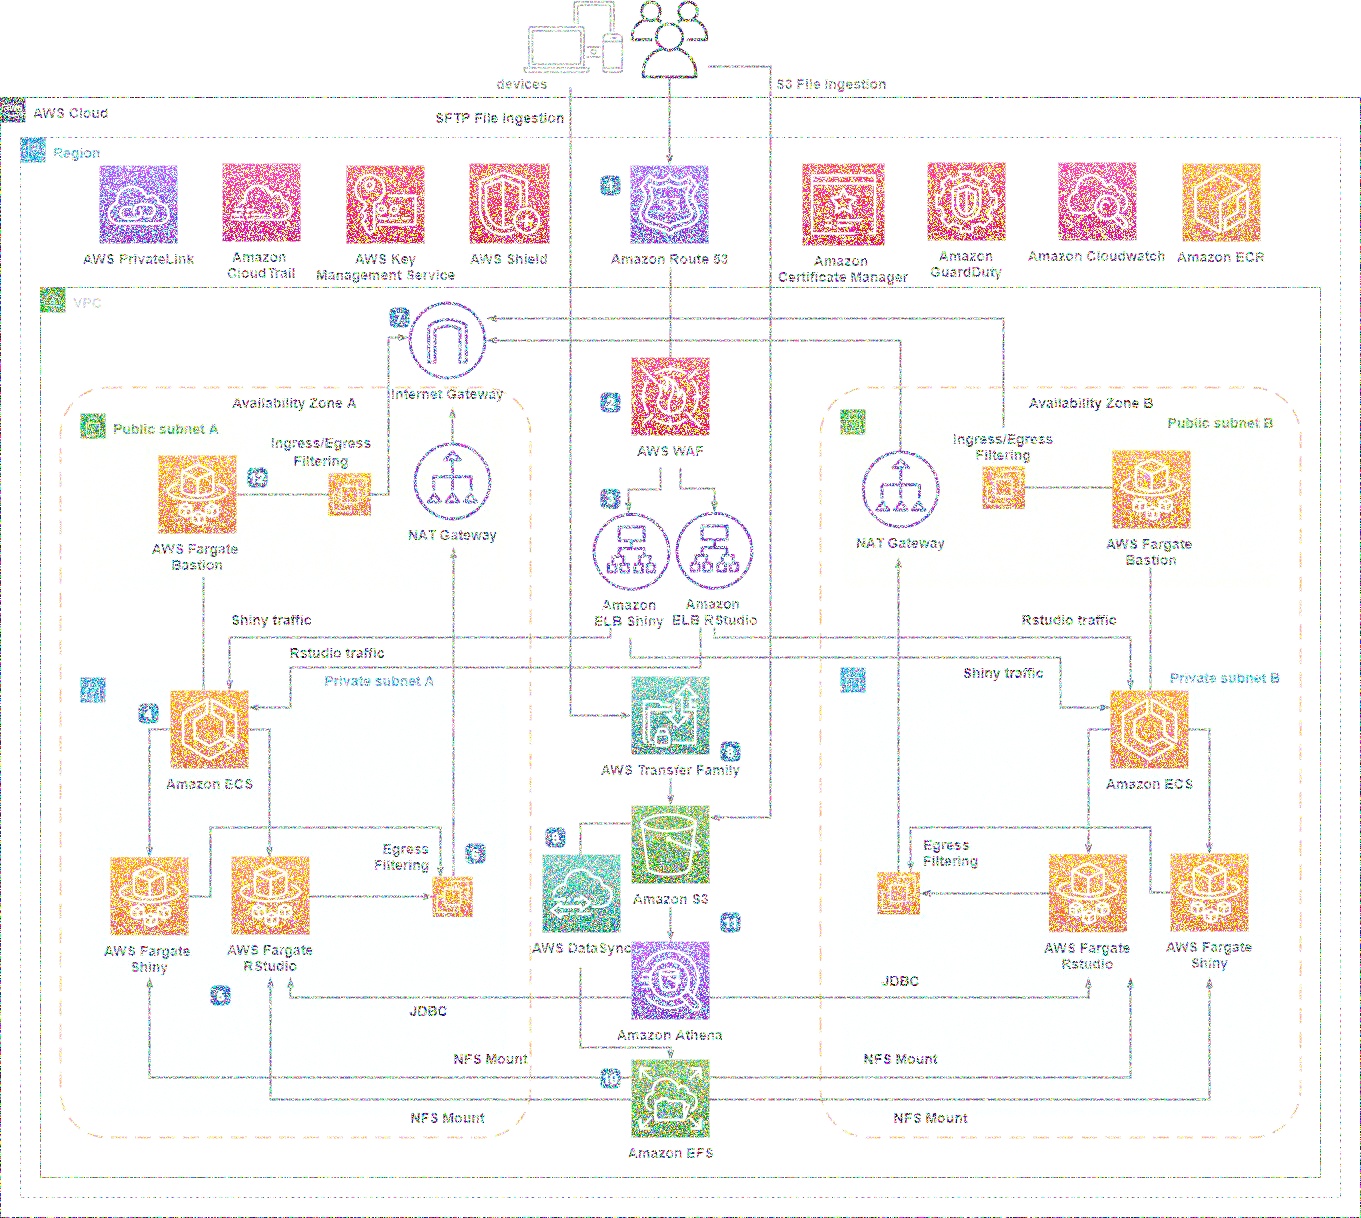 devices
S3 File Ingestion
AWS Cloud
SFTP File Ingestion
Region
1
AWS PrivateLink
Amazon
CloudTrail
AWS Key
Management Service
AWS Shield
Amazon Route 53
Amazon
Certificate Manager
Amazon
GuardDuty
Amazon Cloudwatch
Amazon ECR
VPC
7
Internet Gateway
Availability Zone A
Availability Zone B
2
Public subnet A
Public subnet B
Ingress/Egress
Filtering
AWS WAF
Ingress/Egress
Filtering
12
3
NAT Gateway
NAT Gateway
AWS Fargate
Bastion
AWS Fargate
Bastion
Amazon
ELB Shiny
Amazon
ELB RStudio
Shiny traffic
Rstudio traffic
Rstudio traffic
Shiny traffic
Private subnet A
Private subnet B
4
8
AWS Transfer Family
Amazon ECS
Amazon ECS
Egress
Filtering
Egress
Filtering
Amazon S3
11
AWS DataSync
AWS Fargate
Shiny
AWS Fargate
RStudio
AWS Fargate
Rstudio
AWS Fargate
Shiny
JDBC
JDBC
Amazon Athena
NFS Mount
NFS Mount
10
NFS Mount
NFS Mount
Amazon EFS